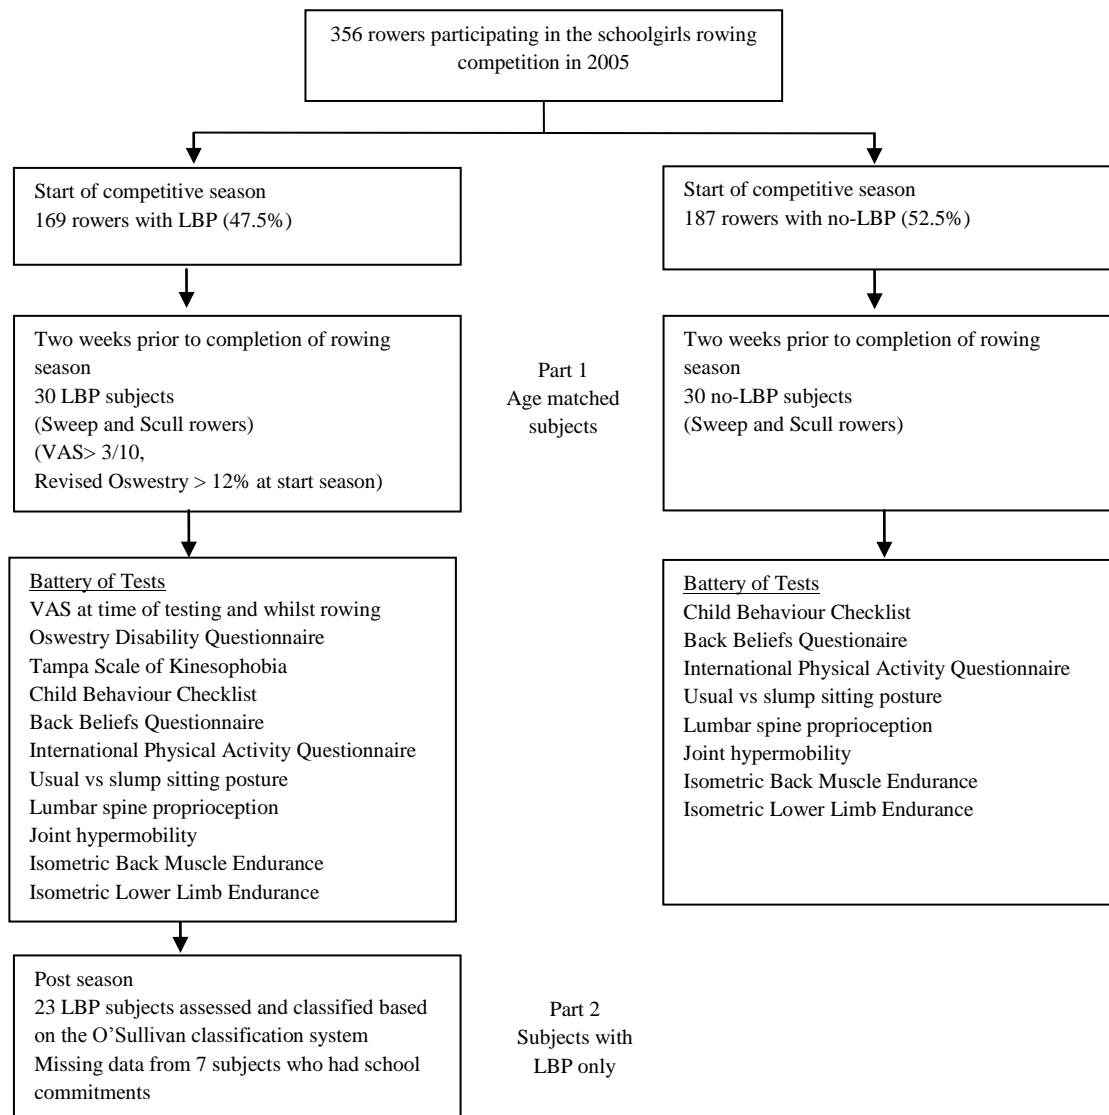 356 rowers participating in the schoolgirls rowing
competition in 2005
Start of competitive season
169 rowers with LBP (47.5%)
Start of competitive season
187 rowers with no-LBP (52.5%)
Two weeks prior to completion of rowing
season
30 LBP subjects
(Sweep and Scull rowers)
(VAS> 3/10,
Revised Oswestry > 12% at start season)
Part 1
Age matched
subjects
Two weeks prior to completion of rowing
season
30 no-LBP subjects
(Sweep and Scull rowers)
Battery of Tests
VAS at time of testing and whilst rowing
Oswestry Disability Questionnaire
Tampa Scale of Kinesophobia
Child Behaviour Checklist
Back Beliefs Questionnaire
International Physical Activity Questionnaire
Usual vs slump sitting posture
Lumbar spine proprioception
Joint hypermobility
Isometric Back Muscle Endurance
Isometric Lower Limb Endurance
Battery of Tests
Child Behaviour Checklist
Back Beliefs Questionaire
International Physical Activity Questionnaire
Usual vs slump sitting posture
Lumbar spine proprioception
Joint hypermobility
Isometric Back Muscle Endurance
Isometric Lower Limb Endurance
Post season
23 LBP subjects assessed and classified based
on the O’Sullivan classification system
Missing data from 7 subjects who had school
commitments
Part 2
Subjects with
LBP only